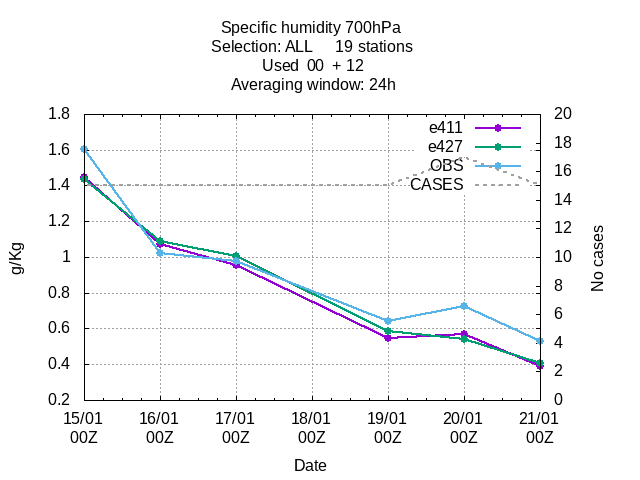 Specific humidity 700hPa
Selection: ALL     19 stations
Used  00  + 12
Averaging window: 24h
e411
e427
OBS
CASES
1.8
1.6
1.4
1.2
1
0.8
0.6
0.4
0.2
g/Kg
20
18
16
14
12
10
8
6
4
2
0
No cases
15/01 16/01 17/01 18/01 19/01 20/01 21/01
00Z 00Z 00Z 00Z 00Z 00Z 00Z
Date